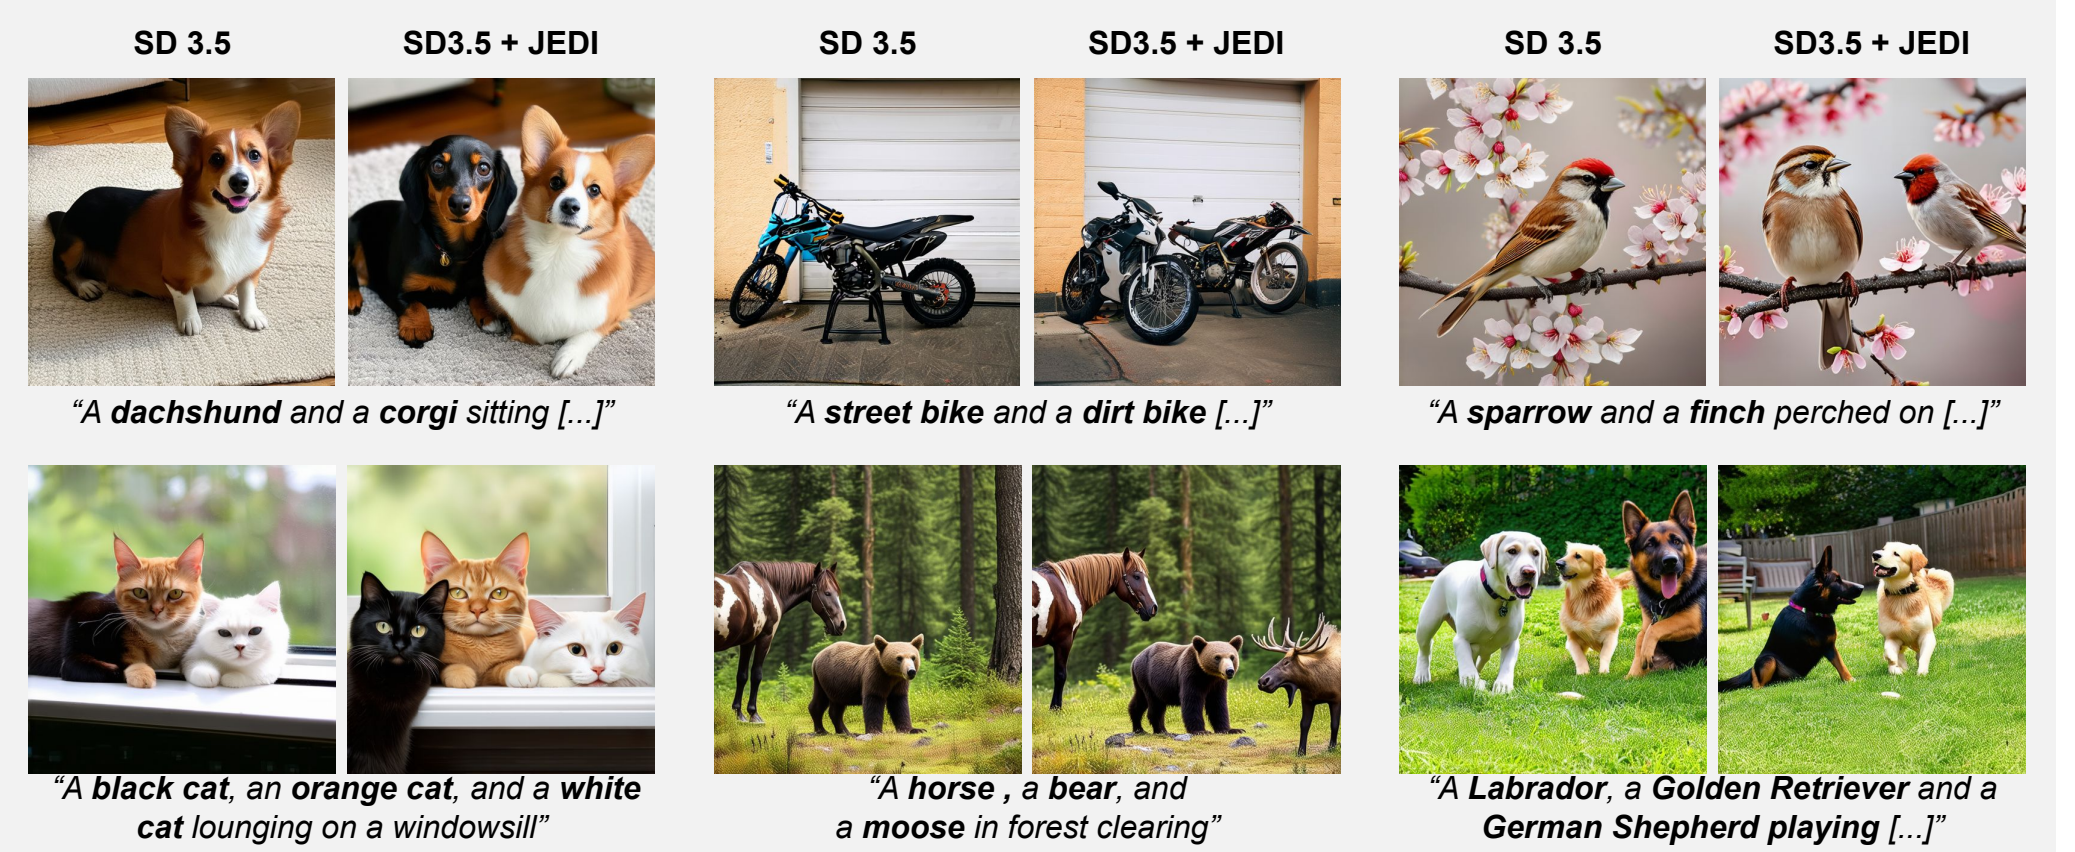 SD 3.5
SD3.5 + JEDI
SD 3.5
SD3.5 + JEDI
SD 3.5
SD3.5 + JEDI
“A dachshund and a corgi sitting [...]”
“A street bike and a dirt bike [...]”
“A sparrow and a finch perched on [...]”
“A black cat, an orange cat, and a white
cat lounging on a windowsill”
“A horse , a bear, and
a moose in forest clearing”
“A Labrador, a Golden Retriever and a
German Shepherd playing [...]”